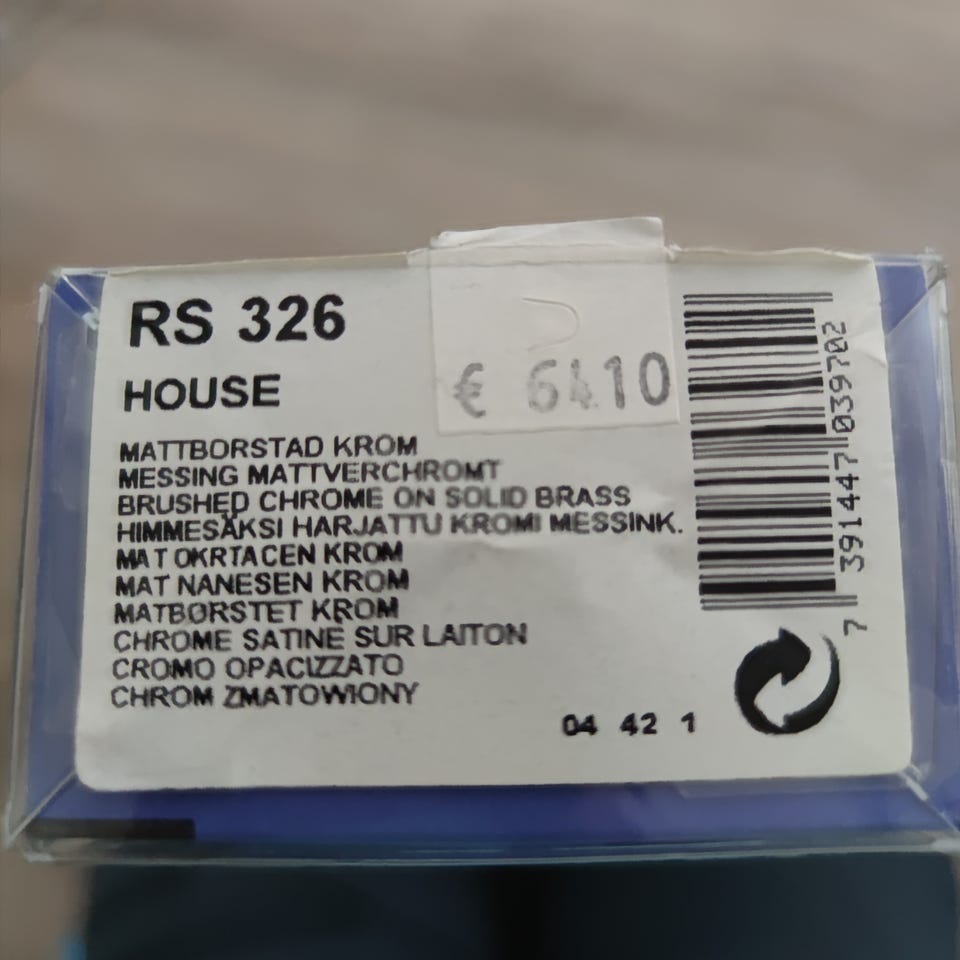 RS 326
HOUSE
€ 64.10
MATTBORSTAD KROM
MESSING MATTVERCHROMT
BRUSHED CHROME ON SOLID BRASS
HIMMESÄKSI HARJATTU KROMI MESSINK.
MAT OKRTACEN KROM
MAT NANESEN KROM
MATBØRSTET KROM
CHROME SATINE SUR LAITON
CROMO OPACIZZATO
CHROM ZMATOWIONY
04 42 1
7 391447 039702